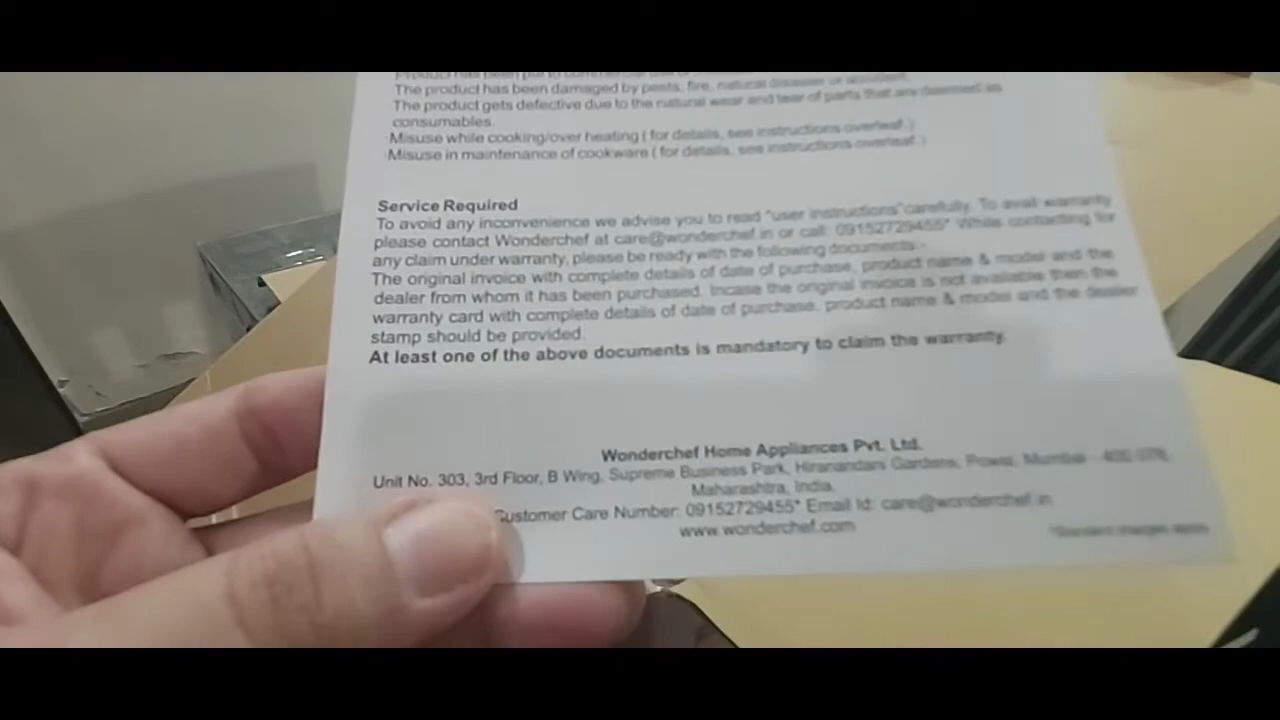 Product has been put to commercial use or
The product has been damaged by pests, fire, natural disaster or accident.
The product gets defective due to the natural wear and tear of parts that are deemed as
consumables.
Misuse while cooking/over heating ( for details, see instructions overleaf.)
Misuse in maintenance of cookware ( for details, see instructions overleaf.)
Service Required
To avoid any inconvenience we advise you to read "user instructions"carefully. To avail warranty
please contact Wonderchef at care@wonderchef.in or call: 09152729455* While contacting for
any claim under warranty, please be ready with the following documents:-
The original invoice with complete details of date of purchase, product name & model and the
dealer from whom it has been purchased. Incase the original invoice is not available then the
warranty card with complete details of date of purchase, product name & model and the dealer
stamp should be provided.
At least one of the above documents is mandatory to claim the warranty.
Wonderchef Home Appliances Pvt. Ltd.
Unit No. 303, 3rd Floor, B Wing, Supreme Business Park, Hiranandani Gardens, Powai, Mumbai -
Maharashtra, India.
Customer Care Number: 09152729455* Email Id: care@wonderchef.in
www.wonderchef.com